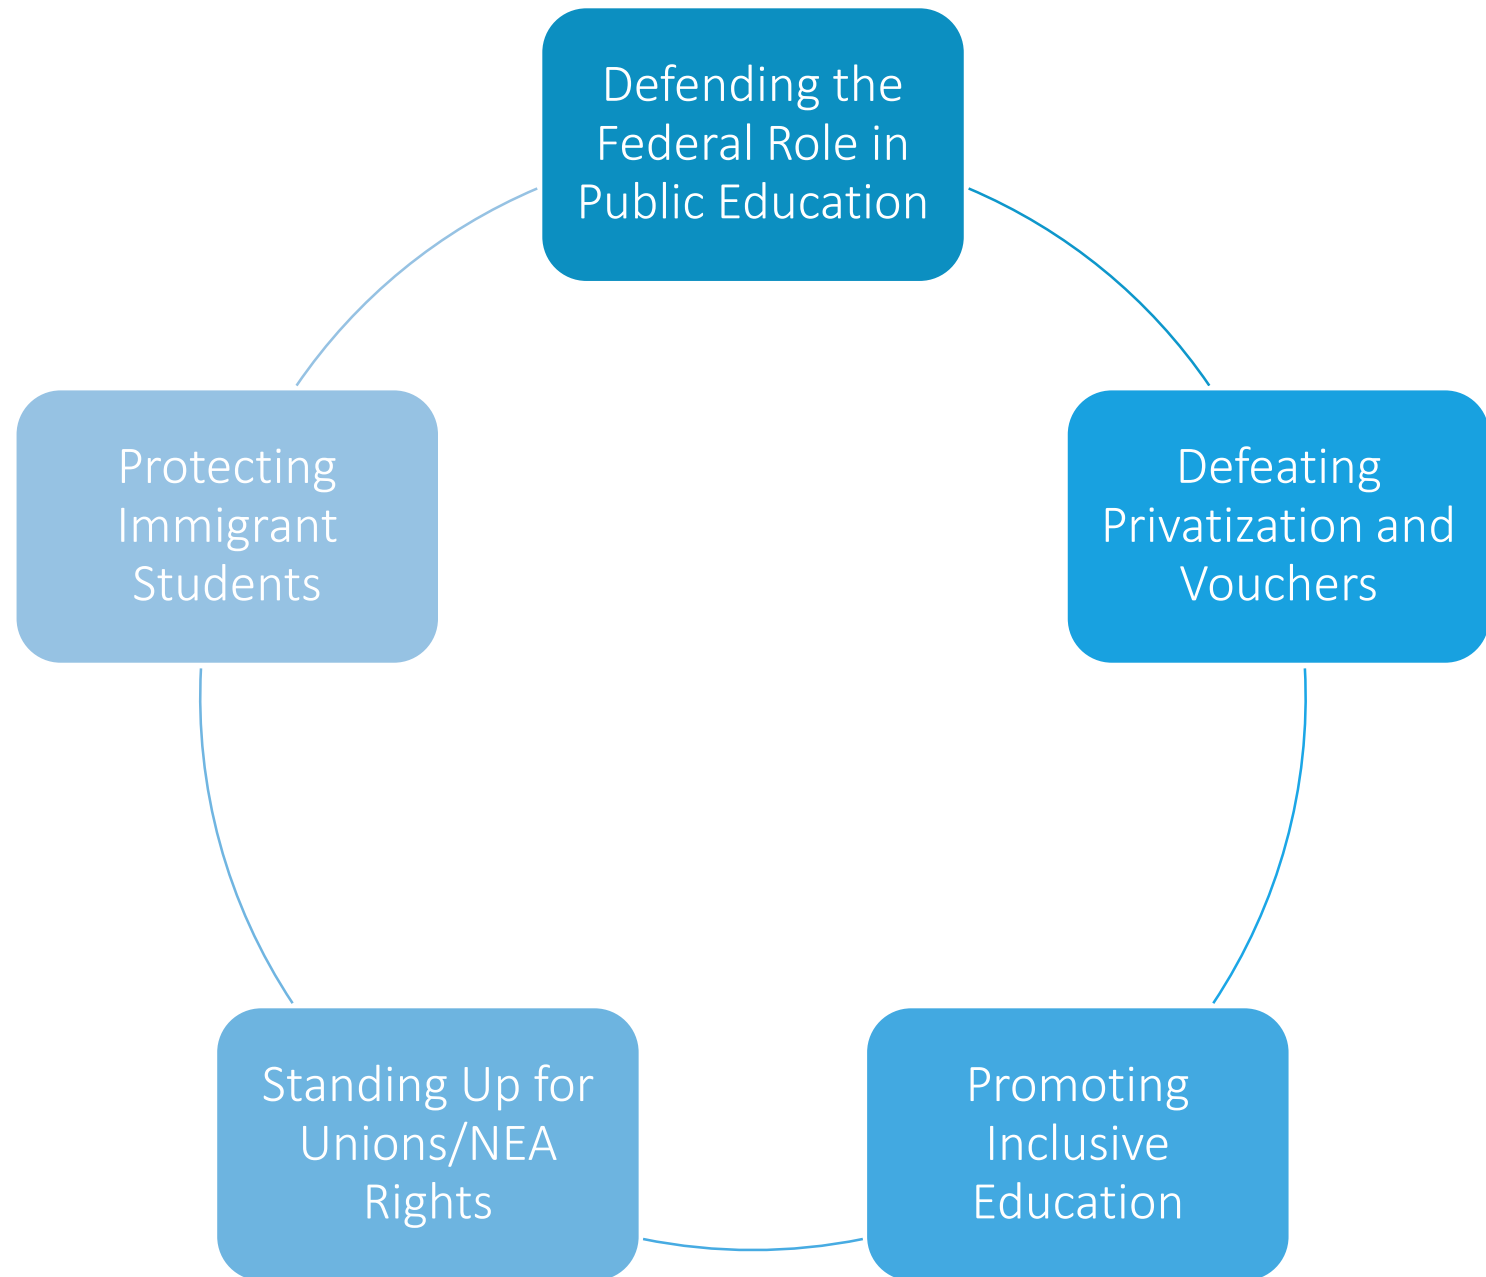 Defending the
Federal Role in
Public Education
Defeating
Privatization and
Vouchers
Promoting
Inclusive
Education
Standing Up for
Unions/NEA
Rights
Protecting
Immigrant
Students